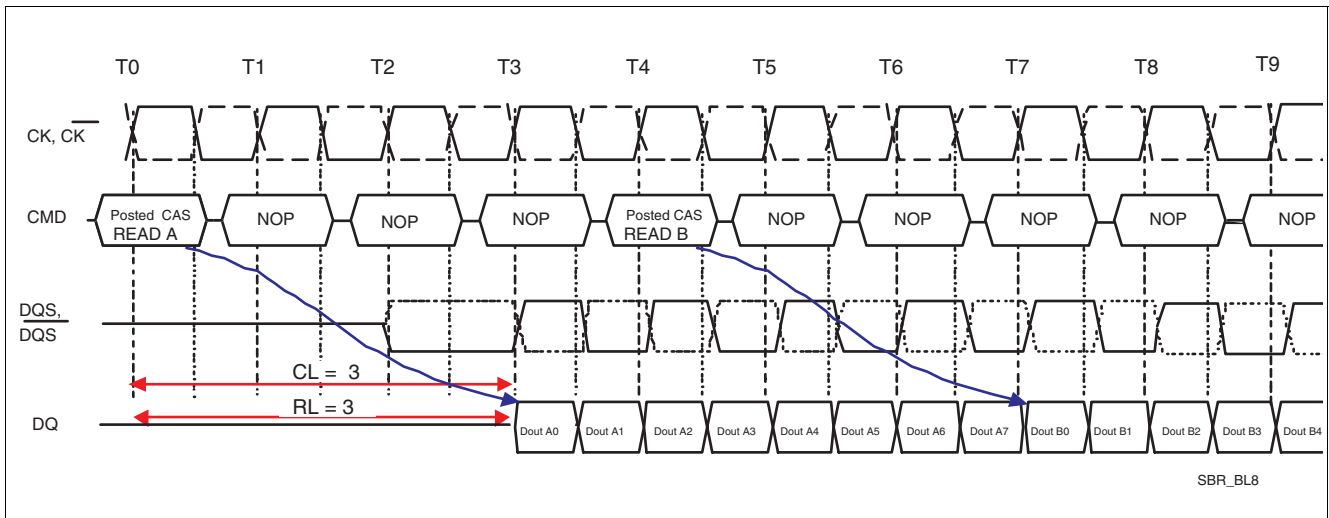 T0 T1 T2 T3 T4 T5 T6 T7 T8 T9
CK, CK
CMD
Posted CAS
READ A
NOP
NOP
NOP
Posted CAS
READ B
NOP
NOP
NOP
NOP
NOP
DQS,
DQS
CL = 3
RL = 3
DQ
Dout A0 Dout A1 Dout A2 Dout A3 Dout A4 Dout A5 Dout A6 Dout A7 Dout B0 Dout B1 Dout B2 Dout B3 Dout B4
SBR_BL8